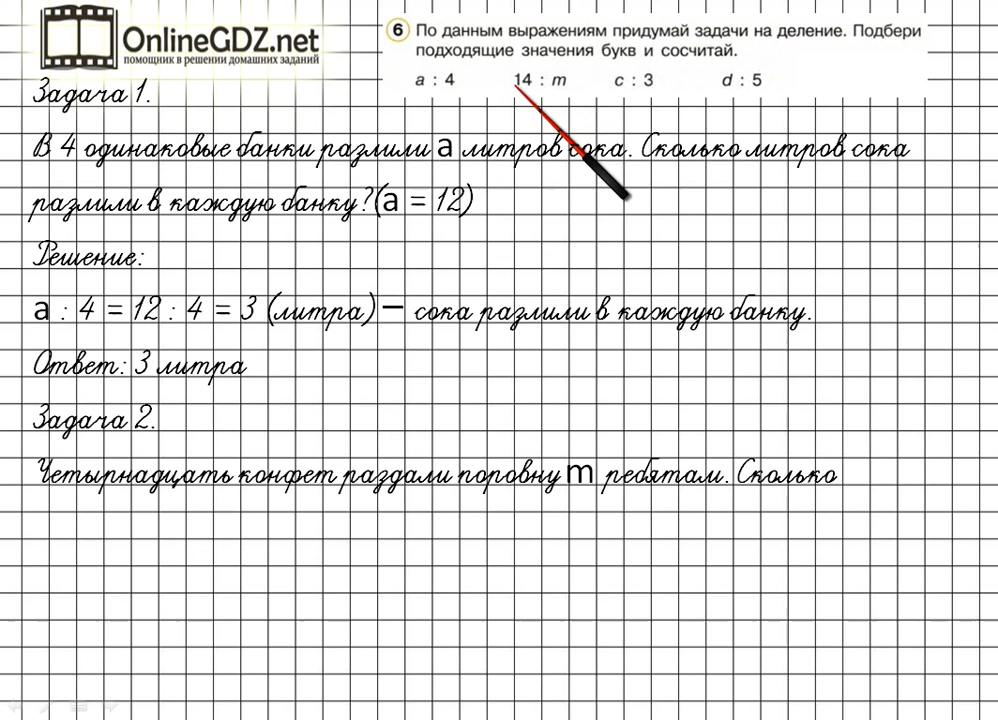 OnlineGDZ.net
помощник в решении домашних заданий
6 По данным выражениям придумай задачи на деление. Подбери
подходящие значения букв и сосчитай.
a : 4 14 : m c : 3 d : 5
Задача 1.
В 4 одинаковые банки разлили a литров сока. Сколько литров сока
разлили в каждую банку?(a = 12)
Решение:
a : 4 = 12 : 4 = 3 (литра) – сока разлили в каждую банку.
Ответ: 3 литра
Задача 2.
Четырнадцать конфет раздали поровну m ребятам. Сколько